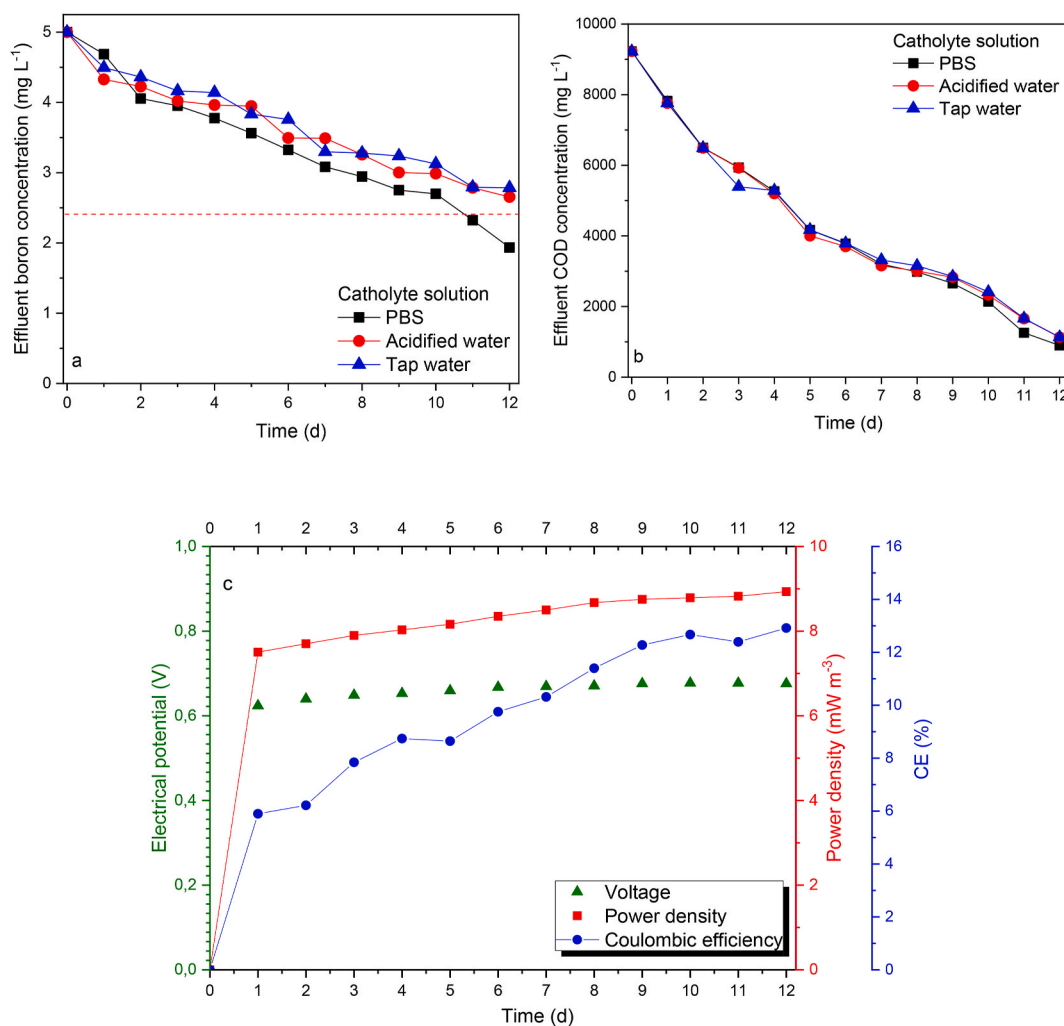 Effluent boron concentration (mg L⁻¹)
5
4
3
2
1
0
a
Catholyte solution
PBS
Acidified water
Tap water
0 2 4 6 8 10 12
Time (d)
Effluent COD concentration (mg L⁻¹)
10000
8000
6000
4000
2000
0
b
Catholyte solution
PBS
Acidified water
Tap water
0 1 2 3 4 5 6 7 8 9 10 11 12
Time (d)
0 1 2 3 4 5 6 7 8 9 10 11 12
Electrical potential (V)
1,0
0,8
0,6
0,4
0,2
0,0
c
Voltage
Power density
Coulombic efficiency
10
8
6
4
2
0
Power density (mW m⁻³)
16
14
12
10
8
6
4
2
0
CE (%)
0 1 2 3 4 5 6 7 8 9 10 11 12
Time (d)